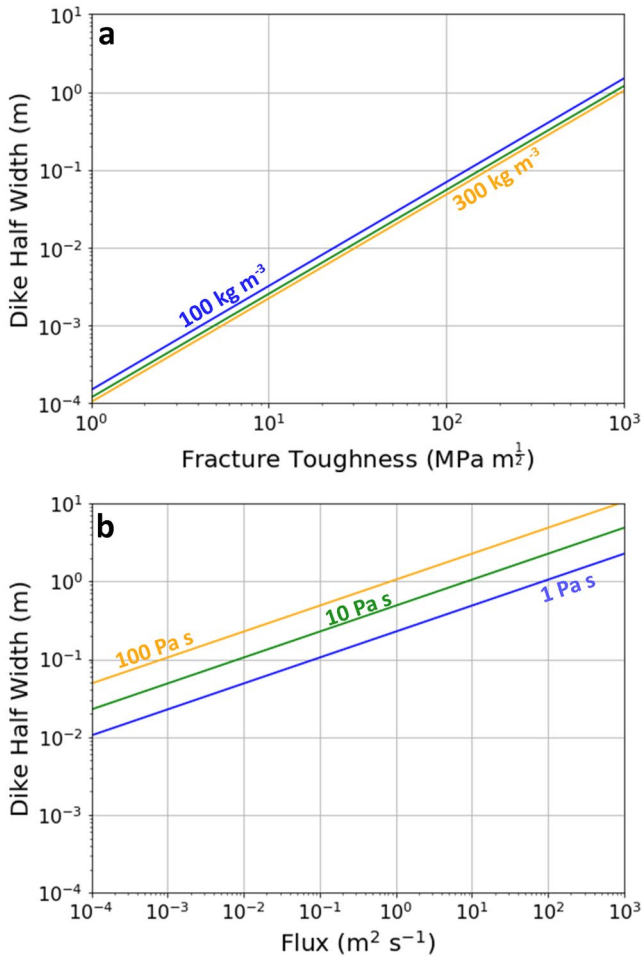 a
10¹
10⁰
10⁻¹
10⁻²
10⁻³
10⁻⁴
Dike Half Width (m)
100 kg m⁻³
300 kg m⁻³
10⁰ 10¹ 10² 10³
Fracture Toughness (MPa m^½)
b
10¹
10⁰
10⁻¹
10⁻²
10⁻³
10⁻⁴
Dike Half Width (m)
100 Pa s
10 Pa s
1 Pa s
10⁻⁴ 10⁻³ 10⁻² 10⁻¹ 10⁰ 10¹ 10² 10³
Flux (m² s⁻¹)